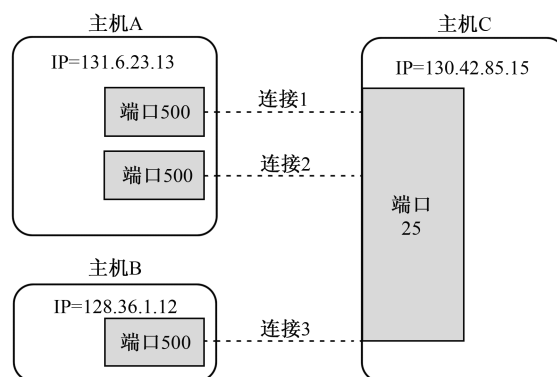 主机A
IP=131.6.23.13
端口500
连接1
端口500
连接2
主机B
IP=128.36.1.12
端口500
连接3
主机C
IP=130.42.85.15
端口
25